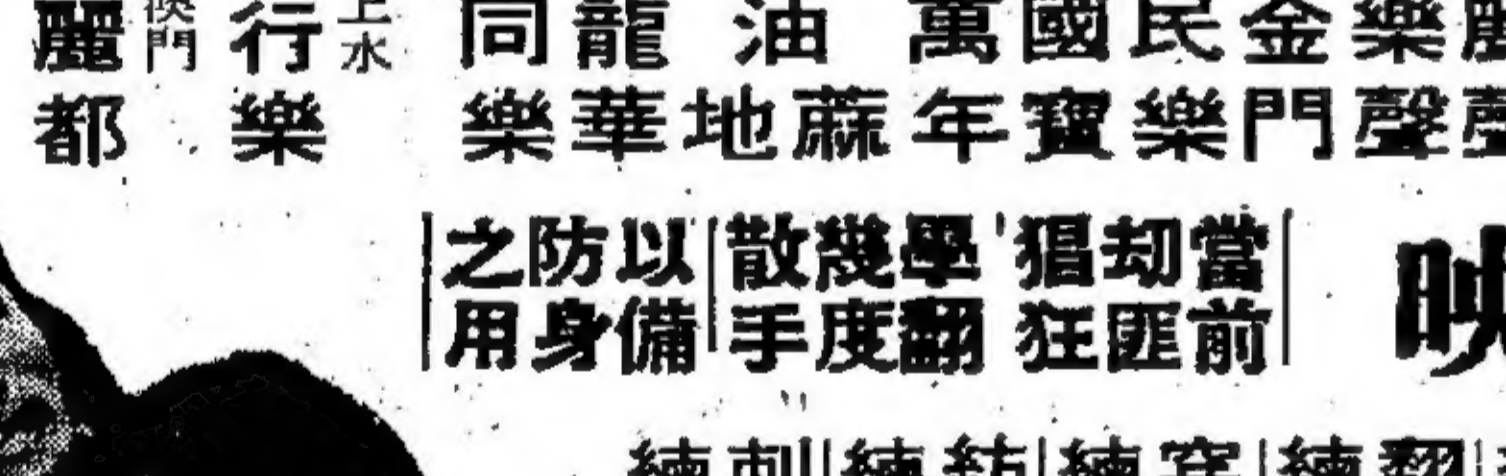 樂聲
金門
民樂
國寶
萬年
油蔴地
龍華
同樂
上水
行樂
麗都
當前
刧匪
猖狂
學翻
幾度
散手
以備
防身
之用
映